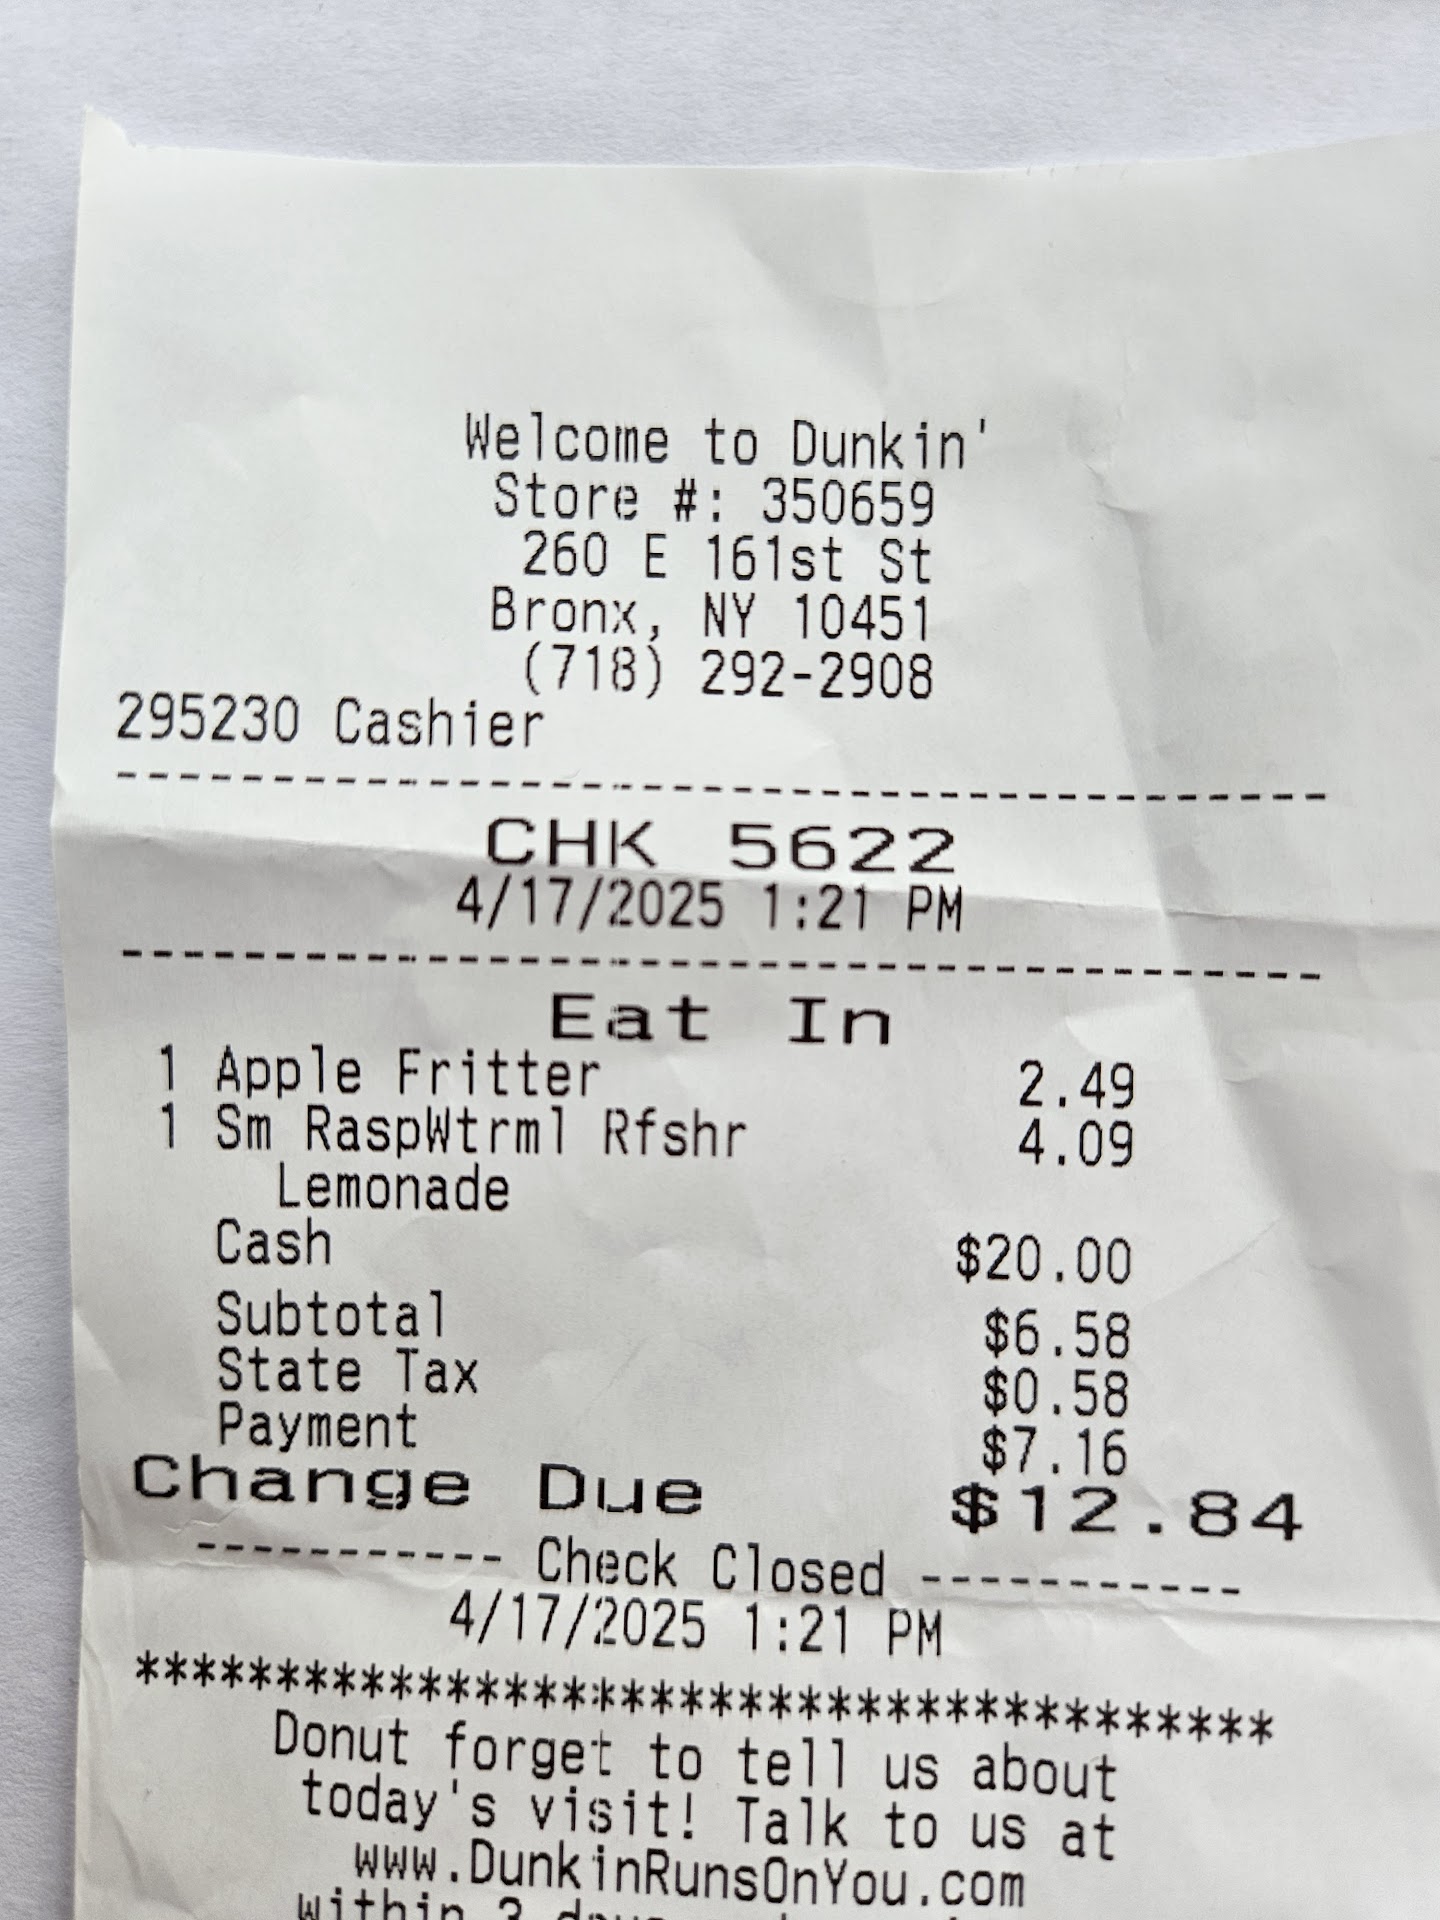 Welcome to Dunkin'
Store #: 350659
260 E 161st St
Bronx, NY 10451
(718) 292-2908
295230 Cashier
----------------------------------------
CHK 5622
4/17/2025 1:21 PM
----------------------------------------
Eat In
1 Apple Fritter 2.49
1 Sm RaspWtrml Rfshr 4.09
Lemonade
Cash $20.00
Subtotal $6.58
State Tax $0.58
Payment $7.16
Change Due $12.84
----------- Check Closed -----------
4/17/2025 1:21 PM
****************************************
Donut forget to tell us about
today's visit! Talk to us at
www.DunkinRunsOnYou.com
within 3 days